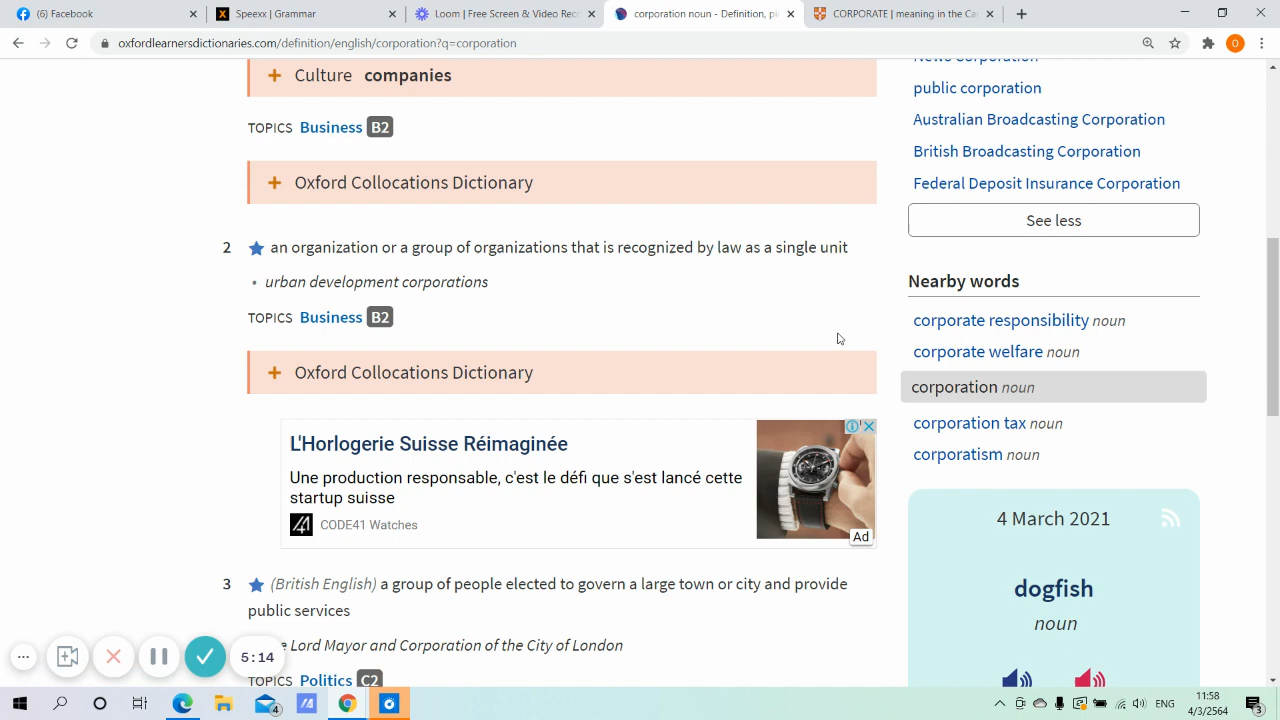 (6) Facebook
Speexx | Grammar
Loom | Free Screen & Video Rec
corporation noun - Definition, pi
CORPORATE | meaning in the Ca
oxfordlearnersdictionaries.com/definition/english/corporation?q=corporation
O
+ Culture companies
TOPICS Business B2
+ Oxford Collocations Dictionary
2 ★ an organization or a group of organizations that is recognized by law as a single unit
• urban development corporations
TOPICS Business B2
+ Oxford Collocations Dictionary
L'Horlogerie Suisse Réimaginée
Une production responsable, c'est le défi que s'est lancé cette
startup suisse
CODE41 Watches
Ad
3 ★ (British English) a group of people elected to govern a large town or city and provide
public services
Lord Mayor and Corporation of the City of London
TOPICS Politics C2
News Corporation
public corporation
Australian Broadcasting Corporation
British Broadcasting Corporation
Federal Deposit Insurance Corporation
See less
Nearby words
corporate responsibility noun
corporate welfare noun
corporation noun
corporation tax noun
corporatism noun
4 March 2021
dogfish
noun
5:14
4
ENG
11:58
4/3/2564
3